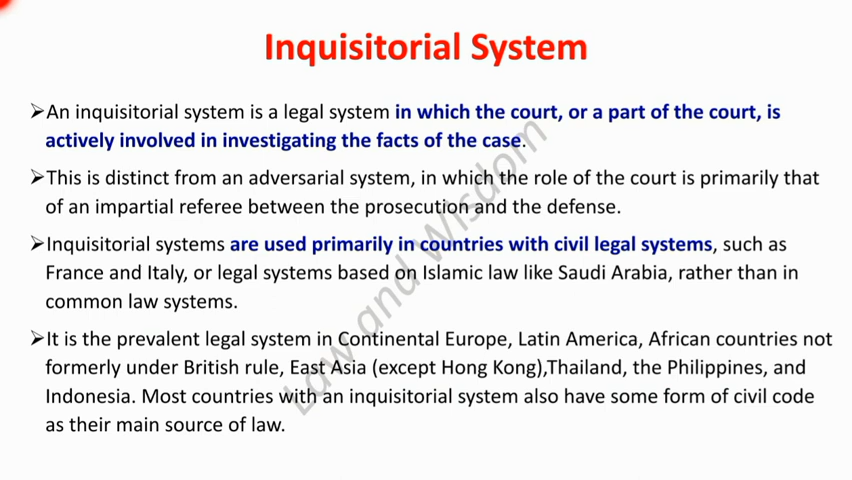 Inquisitorial System
➢An inquisitorial system is a legal system in which the court, or a part of the court, is
actively involved in investigating the facts of the case.
➢This is distinct from an adversarial system, in which the role of the court is primarily that
of an impartial referee between the prosecution and the defense.
➢Inquisitorial systems are used primarily in countries with civil legal systems, such as
France and Italy, or legal systems based on Islamic law like Saudi Arabia, rather than in
common law systems.
➢It is the prevalent legal system in Continental Europe, Latin America, African countries not
formerly under British rule, East Asia (except Hong Kong),Thailand, the Philippines, and
Indonesia. Most countries with an inquisitorial system also have some form of civil code
as their main source of law.
Law and Wisdom